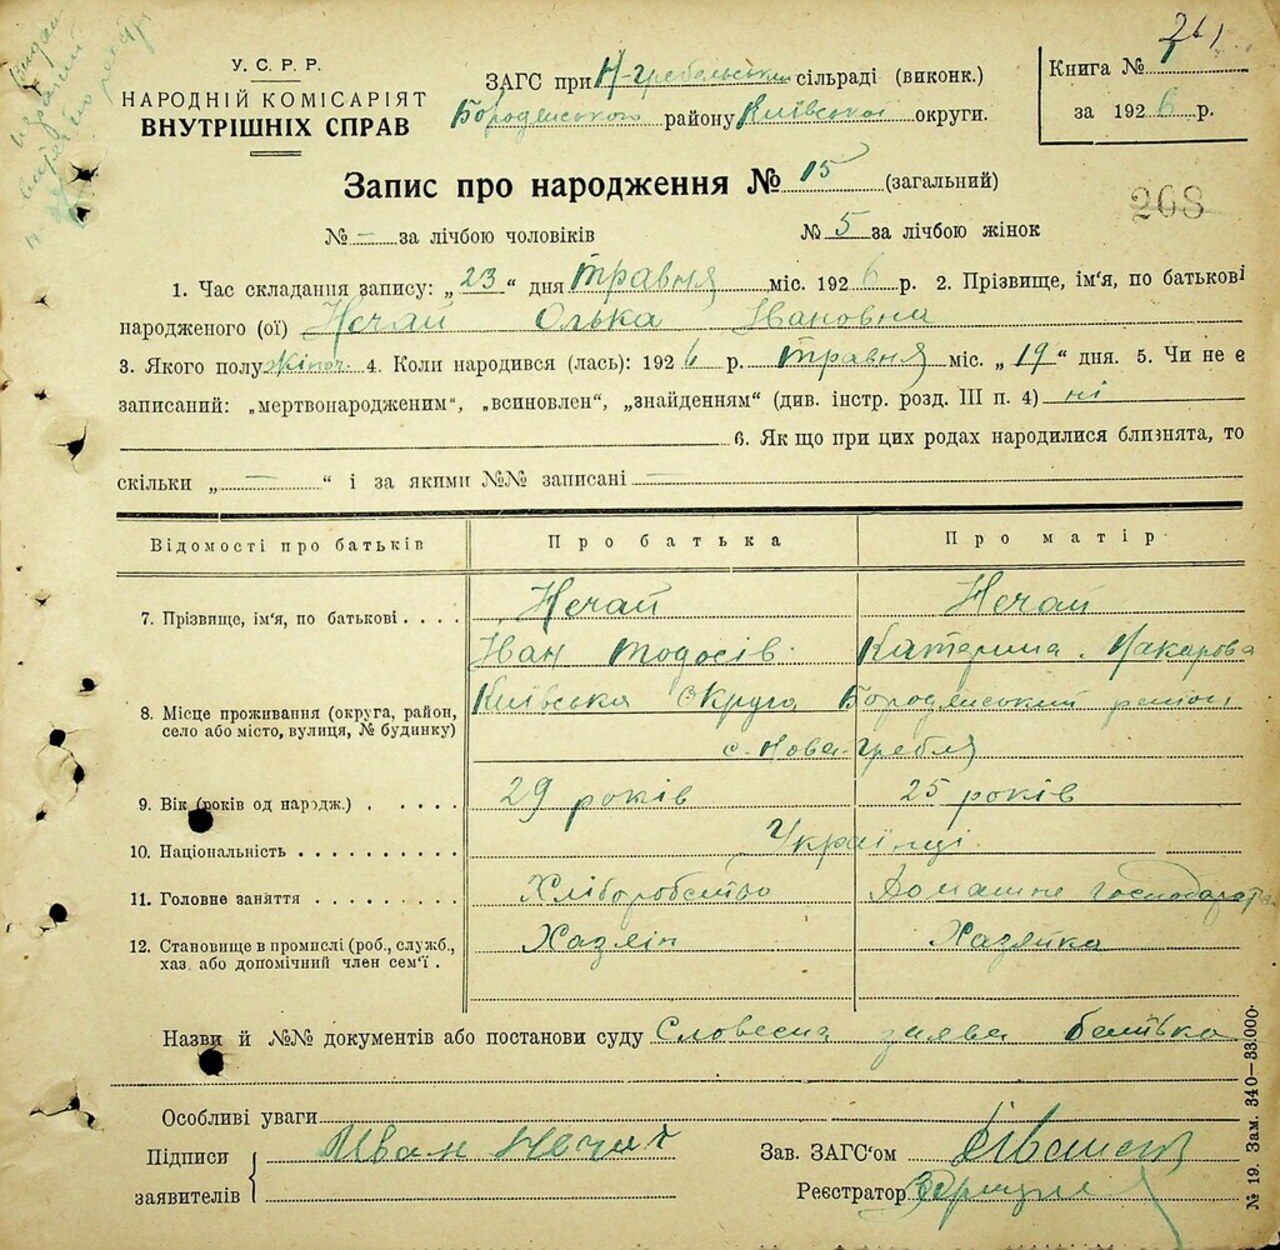 261
У. С. Р. Р.
НАРОДНІЙ КОМІСАРІЯТ
ВНУТРІШНІХ СПРАВ
ЗАГС при Н-Гребельській сільраді (виконк.)
Бородянського району Київської округи.
Книга № 1
за 1926 р.
Запис про народження № 15 (загальний)
268
№ — за лічбою чоловіків № 5 за лічбою жінок
1. Час складання запису: „23“ дня травня міс. 1926 р. 2. Прізвище, ім‘я, по батькові
народженого (ої) Нечай Олька Івановна
3. Якого полу жіноч. 4. Коли народився (лась): 1926 р. травня міс. „19“ дня. 5. Чи не є
записаний: „мертвонародженим“, „всиновлен“, „знайденням“ (див. інстр. розд. III п. 4) ні
6. Як що при цих родах народилися близнята, то
скільки „—“ і за якими №№ записані —
Відомості про батьків Про батька Про матір
7. Прізвище, ім‘я, по батькові Нечай Нечай
Іван Тодосів Катерина Макарова
8. Місце проживання (округа, район, Київська Округа Бородянський район
село або місто, вулиця, № будинку) с. Нова-Гребля
9. Вік (років од народж.) 29 років 25 років
10. Національність Українці
11. Головне заняття Хліборобство Домашнє господарств
12. Становище в промислі (роб., служб., Хазяін Хазяйка
хаз. або допомічний член сем‘ї.
Назви й №№ документів або постанови суду Словесна заява батька
Особливі уваги
Підписи Иван Нечай Зав. ЗАГС‘ом
заявителів Реєстратор
№ 19. Зам. 340—33.000.